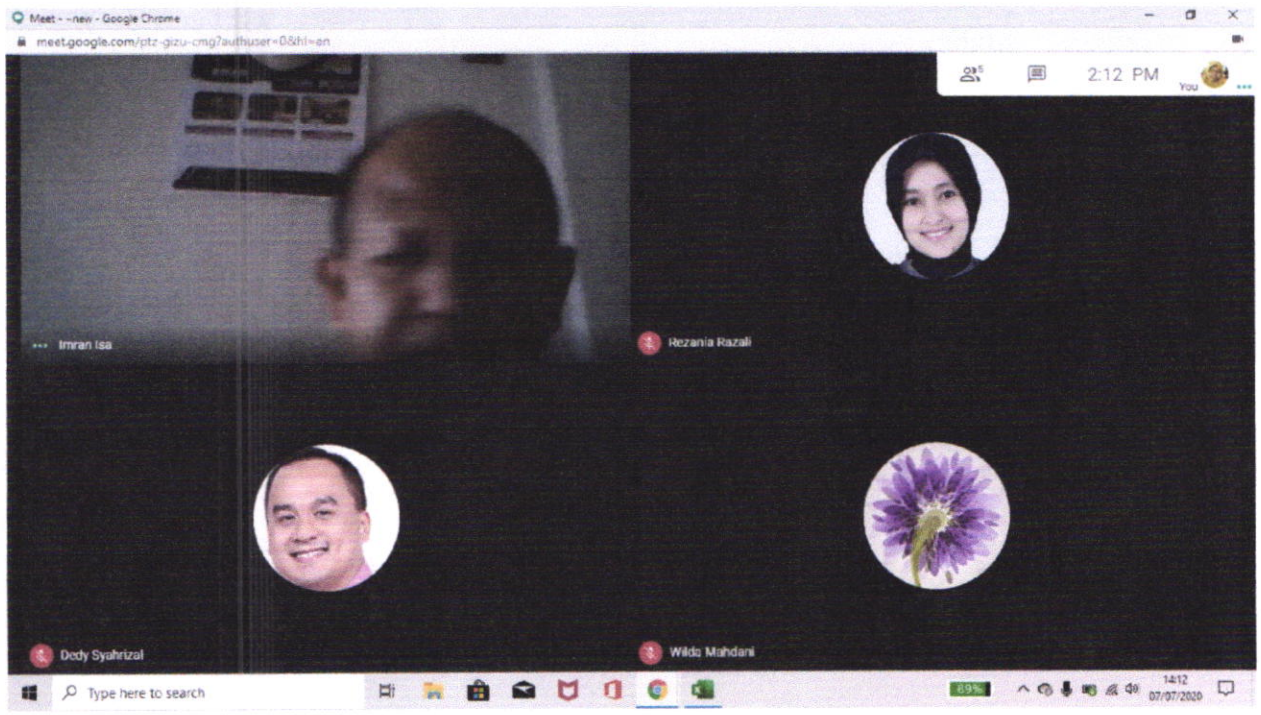 Meet - ~new - Google Chrome
meet.google.com/ptz-gizu-cmg?authuser=0&hl=en
5
2:12 PM
You
Imran Isa
Rezania Razali
Dedy Syahrizal
Wilda Mahdani
Type here to search
89%
14:12
07/07/2020